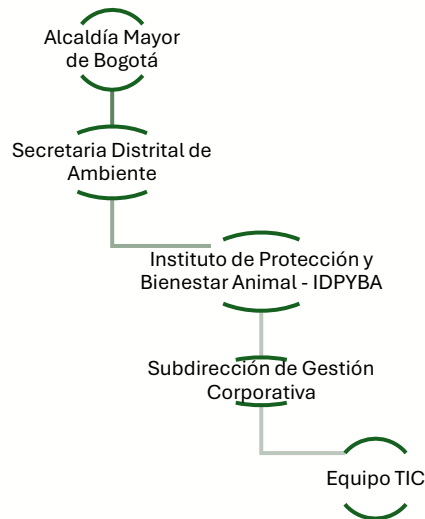 Alcaldía Mayor
de Bogotá
Secretaria Distrital de
Ambiente
Instituto de Protección y
Bienestar Animal - IDPYBA
Subdirección de Gestión
Corporativa
Equipo TIC